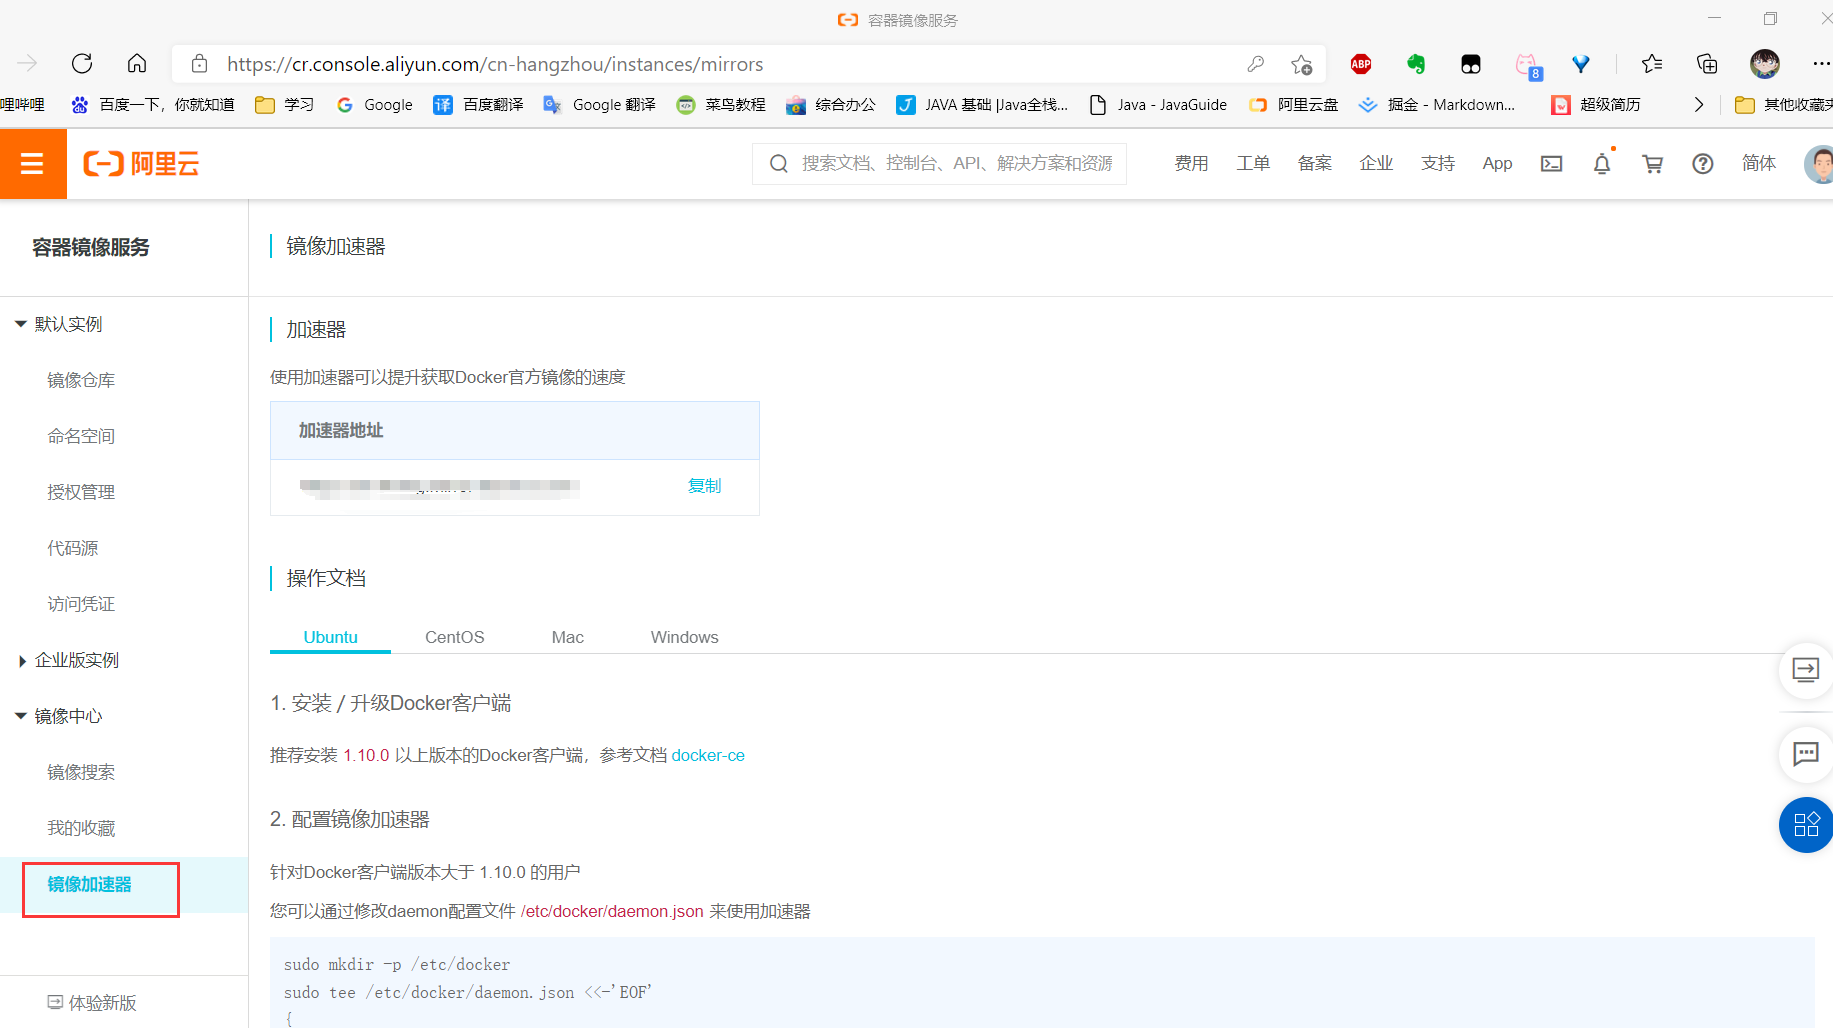 容器镜像服务
https://cr.console.aliyun.com/cn-hangzhou/instances/mirrors
ABP
8
哩哔哩
百度一下，你就知道
学习
Google
译 百度翻译
Google 翻译
菜鸟教程
综合办公
JAVA 基础 |Java全栈...
Java - JavaGuide
阿里云盘
掘金 - Markdown...
超级简历
其他收藏夹
阿里云
搜索文档、控制台、API、解决方案和资源
费用
工单
备案
企业
支持
App
简体
容器镜像服务
默认实例
镜像仓库
命名空间
授权管理
代码源
访问凭证
企业版实例
镜像中心
镜像搜索
我的收藏
镜像加速器
体验新版
镜像加速器
加速器
使用加速器可以提升获取Docker官方镜像的速度
加速器地址
复制
操作文档
Ubuntu
CentOS
Mac
Windows
1. 安装 / 升级Docker客户端
推荐安装 1.10.0 以上版本的Docker客户端，参考文档 docker-ce
2. 配置镜像加速器
针对Docker客户端版本大于 1.10.0 的用户
您可以通过修改daemon配置文件 /etc/docker/daemon.json 来使用加速器
sudo mkdir -p /etc/docker
sudo tee /etc/docker/daemon.json <<-'EOF'
{